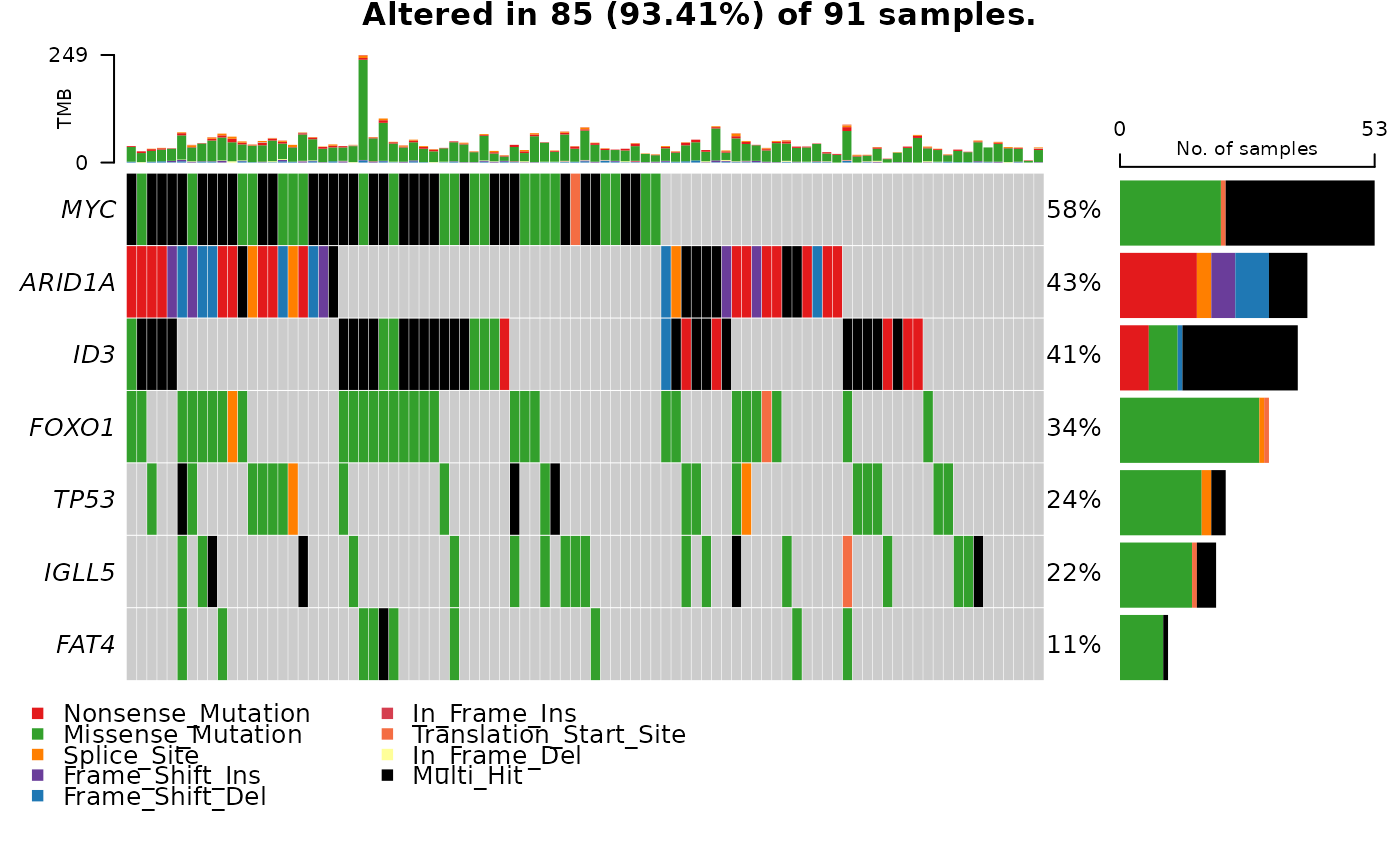 Altered in 85 (93.41%) of 91 samples.
249
TMB
0
0 53
No. of samples
MYC 58%
ARID1A 43%
ID3 41%
FOXO1 34%
TP53 24%
IGLL5 22%
FAT4 11%
Nonsense_Mutation
Missense_Mutation
Splice_Site
Frame_Shift_Ins
Frame_Shift_Del
In_Frame_Ins
Translation_Start_Site
In_Frame_Del
Multi_Hit